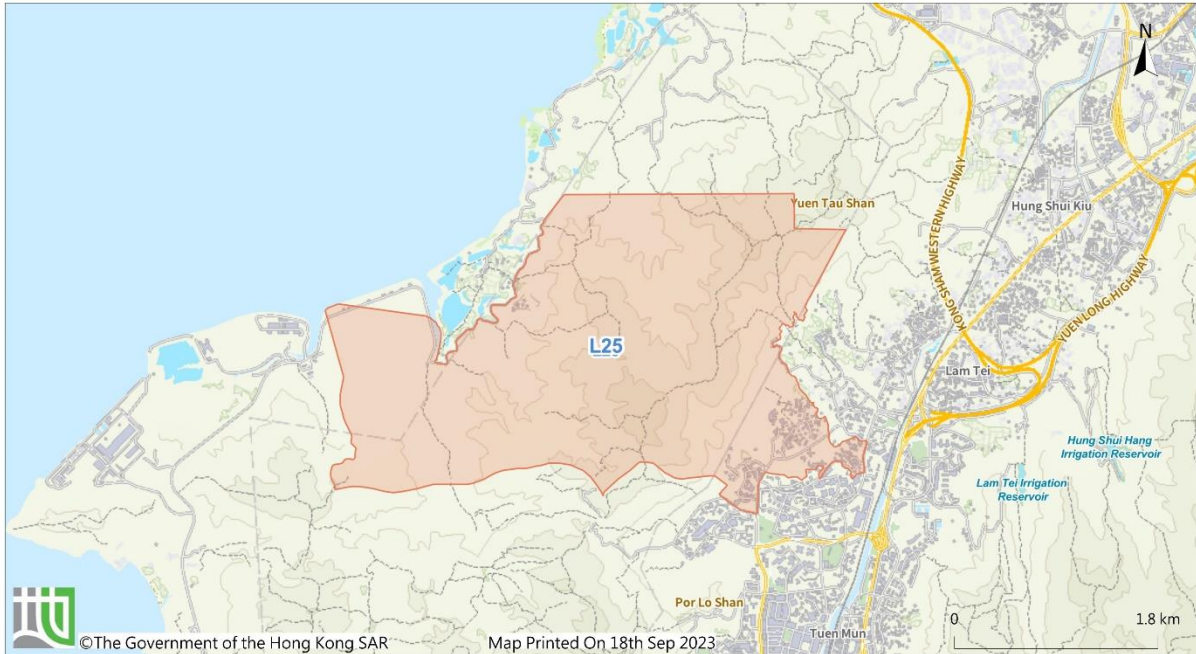 N
Yuen Tau Shan
Hung Shui Kiu
KONG SHAM WESTERN HIGHWAY
YUEN LONG HIGHWAY
L25
Lam Tei
Hung Shui Hang
Irrigation Reservoir
Lam Tei Irrigation
Reservoir
Por Lo Shan
Tuen Mun
0
1.8 km
©The Government of the Hong Kong SAR
Map Printed On 18th Sep 2023